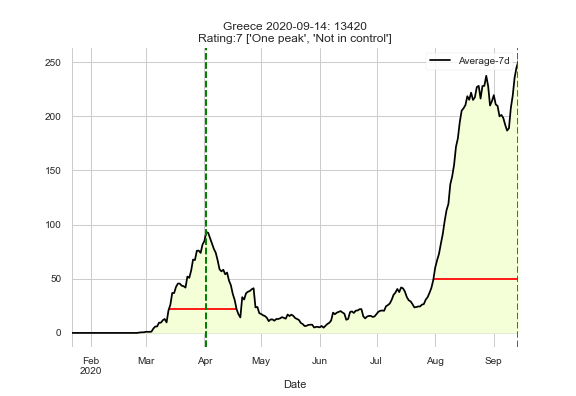 Greece 2020-09-14: 13420
Rating:7 ['One peak', 'Not in control']
Average-7d
250
200
150
100
50
0
Feb Mar Apr May Jun Jul Aug Sep
2020
Date